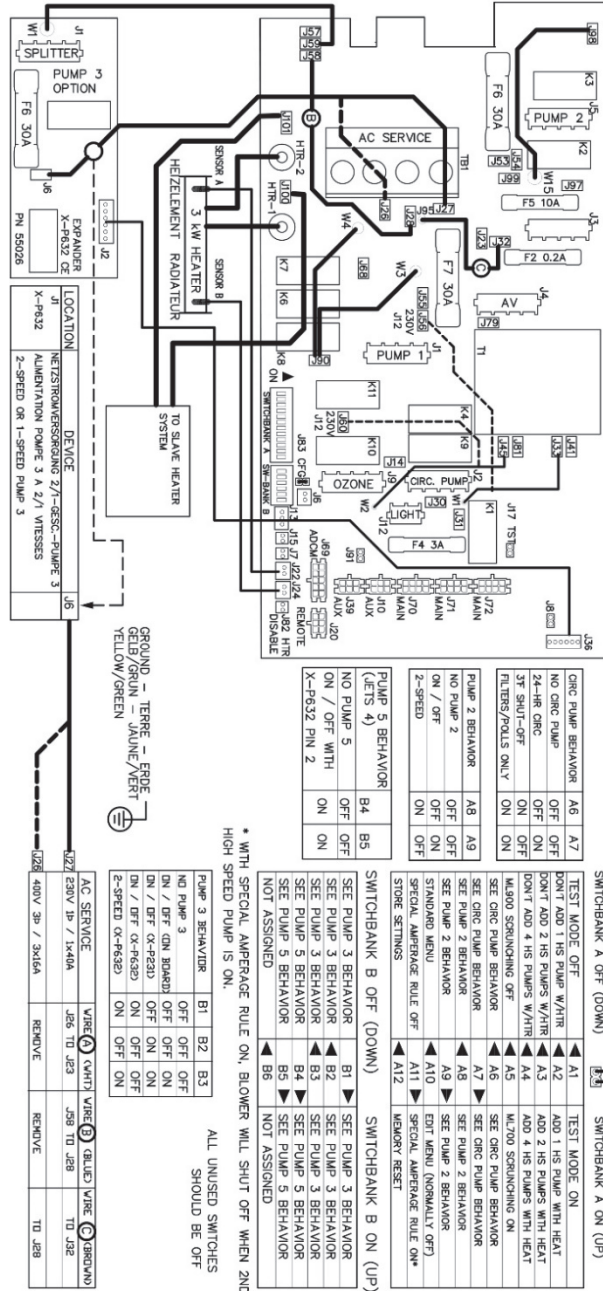 J57
J59
J58
W1
J1
SPLITTER
PUMP 3
OPTION
F6 30A
J6
J2
EXPANDER
X-P632 CE
PN 55026
J98
K3
J5
PUMP 2
F6 30A
K2
J54
J53
J99
W15
J97
F5 10A
J3
J23
J32
F2 0.2A
C
B
AC SERVICE
TB1
J101
J26
J28
J95
J27
HTR-2
HTR-1
J100
SENSOR A
SENSOR B
HEIZELEMENT RADIATEUR
3 kW HEATER
W4
W3
J68
K7
K6
K8
J90
F7 30A
J55
J56
J12
230V
J1
PUMP 1
J4
AV
J79
T1
ON
SWITCHBANK A
SW-BANK B
K11
K10
J60
230V
J12
K4
K9
J83 CFG
J6
J14
J9
OZONE
J2
CIRC. PUMP
W2
J45
J81
J33
J41
W1
J31
J30
K1
J12
LIGHT
F4 3A
J17 TST
J91
J8
J36
J13
J15
J7
J22
J24
J82 HTR
DISABLE
J69
ADCM
J20
REMOTE
J39
AUX
J10
AUX
J70
MAIN
J71
MAIN
J72
MAIN
TO SLAVE HEATER
SYSTEM
LOCATION DEVICE
J1 NETZSTROMVERSORGUNG 2/1-GESC.-PUMPE 3 J6
X-P632 ALIMENTATION POMPE 3 A 2/1 VITESSES
2-SPEED OR 1-SPEED PUMP 3
GROUND - TERRE - ERDE
GELB/GRUN - JAUNE/VERT
YELLOW/GREEN
CIRC PUMP BEHAVIOR A6 A7
NO CIRC PUMP OFF OFF
24-HR CIRC ON OFF
3°F SHUT-OFF OFF ON
FILTERS/POLLS ONLY ON ON
PUMP 2 BEHAVIOR A8 A9
NO PUMP 2 OFF OFF
ON / OFF OFF ON
2-SPEED ON OFF
PUMP 5 BEHAVIOR B4 B5
(JETS 4)
NO PUMP 5 OFF OFF
ON / OFF WITH ON ON
X-P632 PIN 2
SWITCHBANK A OFF (DOWN) SWITCHBANK A ON (UP)
TEST MODE OFF A1 TEST MODE ON
DON'T ADD 1 HS PUMP W/HTR A2 ADD 1 HS PUMP WITH HEAT
DON'T ADD 2 HS PUMPS W/HTR A3 ADD 2 HS PUMPS WITH HEAT
DON'T ADD 4 HS PUMPS W/HTR A4 ADD 4 HS PUMPS WITH HEAT
ML900 SCRUNCHING OFF A5 ML700 SCRUNCHING ON
SEE CIRC PUMP BEHAVIOR A6 SEE CIRC PUMP BEHAVIOR
SEE CIRC PUMP BEHAVIOR A7 SEE CIRC PUMP BEHAVIOR
SEE PUMP 2 BEHAVIOR A8 SEE PUMP 2 BEHAVIOR
SEE PUMP 2 BEHAVIOR A9 SEE PUMP 2 BEHAVIOR
STANDARD MENU A10 EDIT MENU (NORMALLY OFF)
SPECIAL AMPERAGE RULE OFF A11 SPECIAL AMPERAGE RULE ON*
STORE SETTINGS A12 MEMORY RESET
SWITCHBANK B OFF (DOWN) SWITCHBANK B ON (UP)
SEE PUMP 3 BEHAVIOR B1 SEE PUMP 3 BEHAVIOR
SEE PUMP 3 BEHAVIOR B2 SEE PUMP 3 BEHAVIOR
SEE PUMP 3 BEHAVIOR B3 SEE PUMP 3 BEHAVIOR
SEE PUMP 5 BEHAVIOR B4 SEE PUMP 5 BEHAVIOR
SEE PUMP 5 BEHAVIOR B5 SEE PUMP 5 BEHAVIOR
NOT ASSIGNED B6 NOT ASSIGNED
* WITH SPECIAL AMPERAGE RULE ON, BLOWER WILL SHUT OFF WHEN 2ND
HIGH SPEED PUMP IS ON.
PUMP 3 BEHAVIOR B1 B2 B3
NO PUMP 3 OFF OFF OFF
ON / OFF (ON BOARD) ON OFF OFF
ON / OFF (X-P231) OFF ON ON
ON / OFF (X-P632) OFF ON OFF
2-SPEED (X-P632) ON OFF ON
ALL UNUSED SWITCHES
SHOULD BE OFF
AC SERVICE WIRE A (WHT) WIRE B (BLUE) WIRE C (BROWN)
J27 230V 1P / 1x40A J26 TO J23 J58 TO J28 TO J32
J26 400V 3P / 3x16A REMOVE REMOVE TO J28